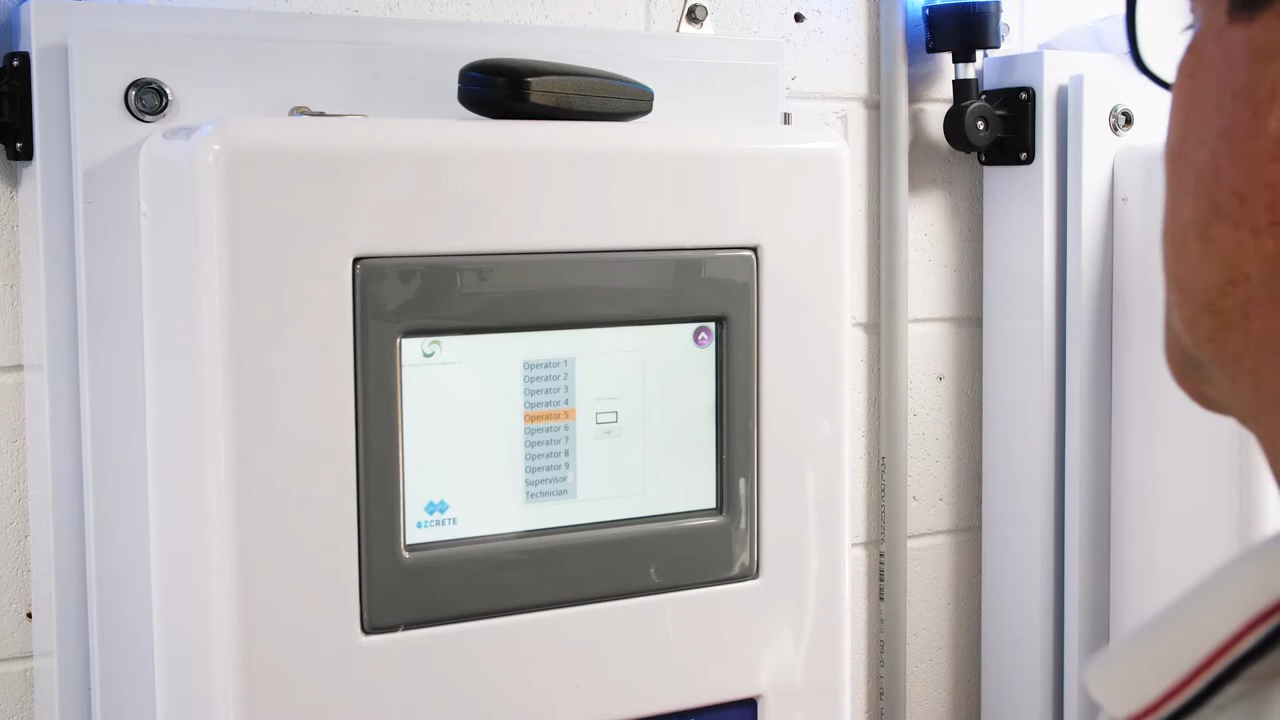 Operator 1
Operator 2
Operator 3
Operator 4
Operator 5
Operator 6
Operator 7
Operator 8
Operator 9
Supervisor
Technician
OZCRETE